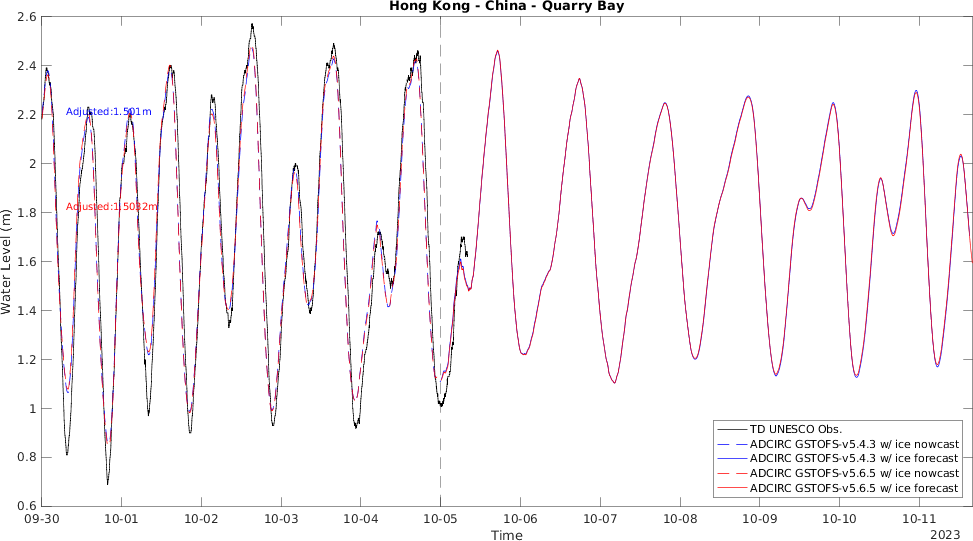 Hong Kong - China - Quarry Bay
Water Level (m)
2.6
2.4
2.2
2
1.8
1.6
1.4
1.2
1
0.8
0.6
Adjusted:1.501m
Adjusted:1.5032m
TD UNESCO Obs.
ADCIRC GSTOFS-v5.4.3 w/ ice nowcast
ADCIRC GSTOFS-v5.4.3 w/ ice forecast
ADCIRC GSTOFS-v5.6.5 w/ ice nowcast
ADCIRC GSTOFS-v5.6.5 w/ ice forecast
09-30 10-01 10-02 10-03 10-04 10-05 10-06 10-07 10-08 10-09 10-10 10-11
Time
2023